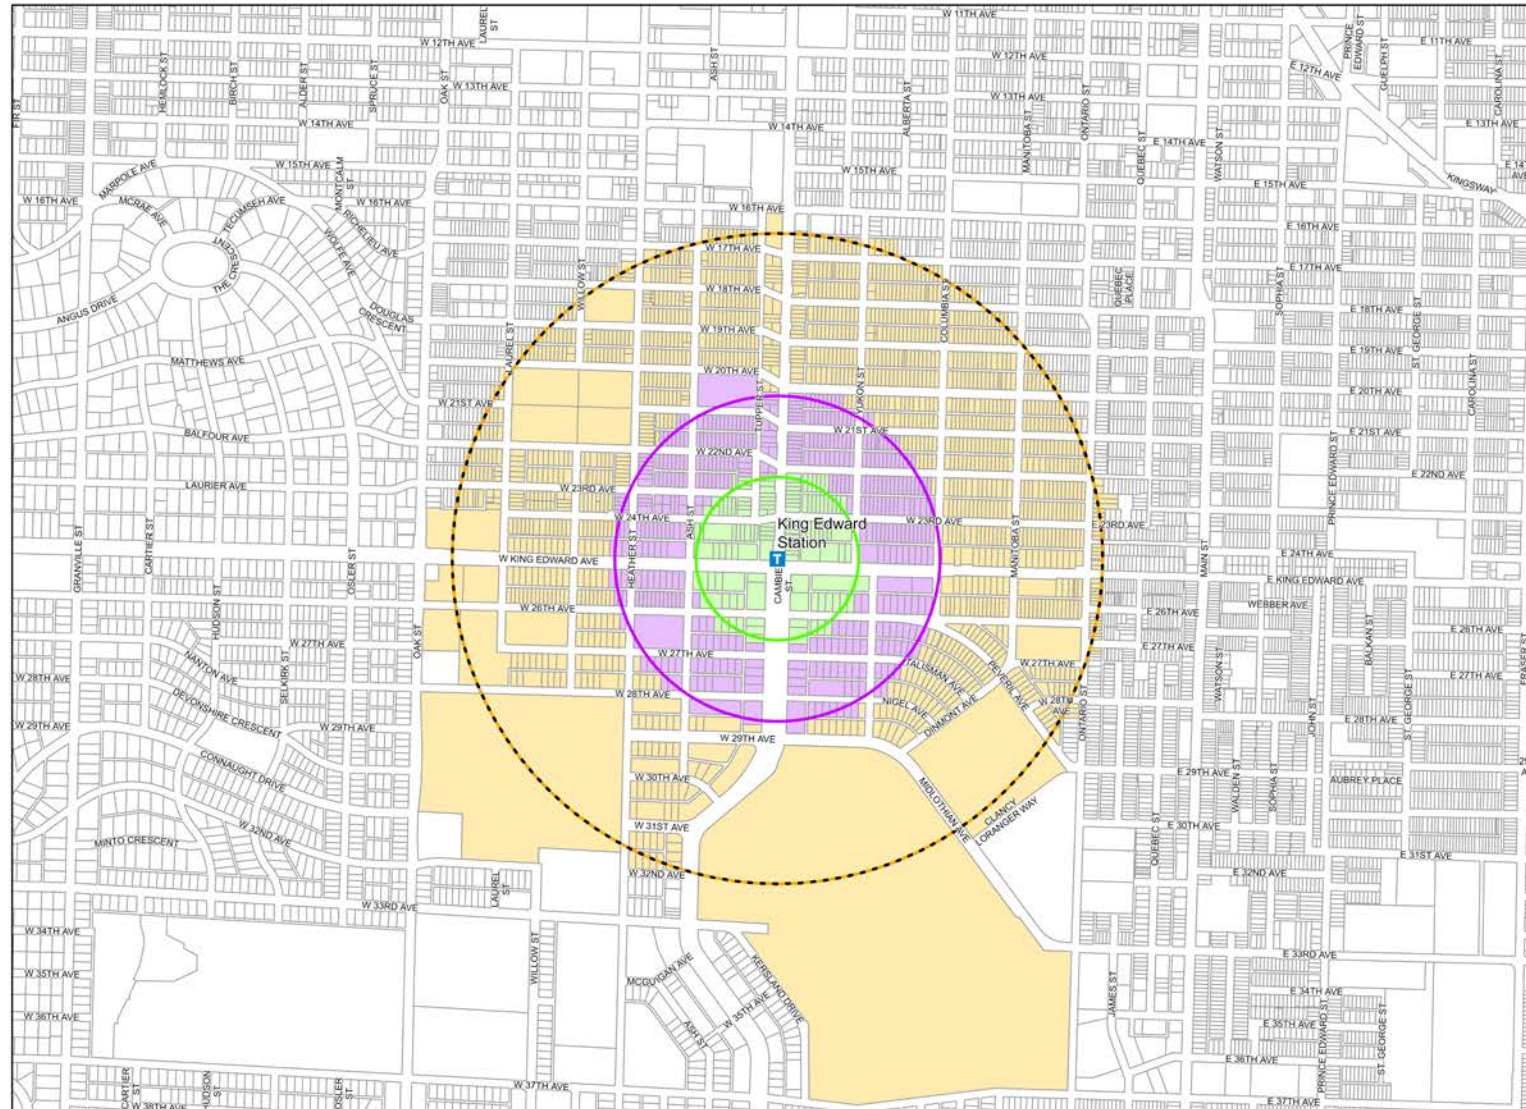 W 11TH AVE
E 11TH AVE
W 12TH AVE
LAUREL ST
PRINCE EDWARD ST
GUELPH ST
CAROLINA ST
W 12TH AVE
E 12TH AVE
FIR ST
HEMLOCK ST
BIRCH ST
ALDER ST
SPRUCE ST
OAK ST
W 13TH AVE
ASH ST
ALBERTA ST
W 13TH AVE
ONTARIO ST
E 13TH AVE
W 14TH AVE
W 14TH AVE
MANITOBA ST
QUEBEC ST
E 14TH AVE
WATSON ST
E 14TH AVE
MARPOLE AVE
W 15TH AVE
MONTCALM ST
W 15TH AVE
E 15TH AVE
KINGSWAY
W 16TH AVE
MCRAE AVE
TECUMSEH AVE
W 16TH AVE
W 16TH AVE
E 16TH AVE
RICHELIEU AVE
WOLFE AVE
THE CRESCENT
W 17TH AVE
E 17TH AVE
WILLOW ST
QUEBEC PLACE
SOPHIA ST
ANGUS DRIVE
DOUGLAS CRESCENT
W 18TH AVE
COLUMBIA ST
E 18TH AVE
ST. GEORGE ST
LAUREL ST
W 19TH AVE
E 19TH AVE
MATTHEWS AVE
W 20TH AVE
TUPPER ST
YUKON ST
E 20TH AVE
CAROLINA ST
W 21ST AVE
W 21ST AVE
E 21ST AVE
BALFOUR AVE
W 22ND AVE
E 22ND AVE
LAURIER AVE
W 23RD AVE
PRINCE EDWARD ST
W 24TH AVE
ASH ST
W 23RD AVE
E 23RD AVE
King Edward
Station
T
GRANVILLE ST
CARTIER ST
OSLER ST
W KING EDWARD AVE
HEATHER ST
CAMBIE ST
MANITOBA ST
MAIN ST
E 24TH AVE
E KING EDWARD AVE
HUDSON ST
W 26TH AVE
E 26TH AVE
WEBBER AVE
BALKAN ST
E 26TH AVE
OAK ST
W 27TH AVE
W 27TH AVE
W 27TH AVE
E 27TH AVE
WATSON ST
E 27TH AVE
FRASER ST
NANTON AVE
SELKIRK ST
TALISMAN AVE
PEVERIL AVE
W 28TH AVE
W 28TH AVE
NIGEL AVE
DINMONT AVE
W 28TH AVE
ONTARIO ST
JOHN ST
E 28TH AVE
ST. GEORGE ST
DEVONSHIRE CRESCENT
W 29TH AVE
W 29TH AVE
W 29TH AVE
CONNAUGHT DRIVE
W 30TH AVE
MIDLOTHIAN AVE
E 29TH AVE
WALDEN ST
SOPHIA ST
AUBREY PLACE
CLANCY LORANGER WAY
W 31ST AVE
W 32ND AVE
MINTO CRESCENT
QUEBEC ST
E 30TH AVE
E 31ST AVE
W 32ND AVE
LAUREL ST
E 32ND AVE
W 33RD AVE
W 34TH AVE
WILLOW ST
KERSLAND DRIVE
E 33RD AVE
W 35TH AVE
MCGUIGAN AVE
JAMES ST
E 34TH AVE
W 36TH AVE
ASH ST
W 35TH AVE
E 35TH AVE
PRINCE EDWARD ST
ST. GEORGE ST
E 36TH AVE
CARTIER ST
HUDSON ST
OSLER ST
W 37TH AVE
W 38TH AVE
E 37TH AVE